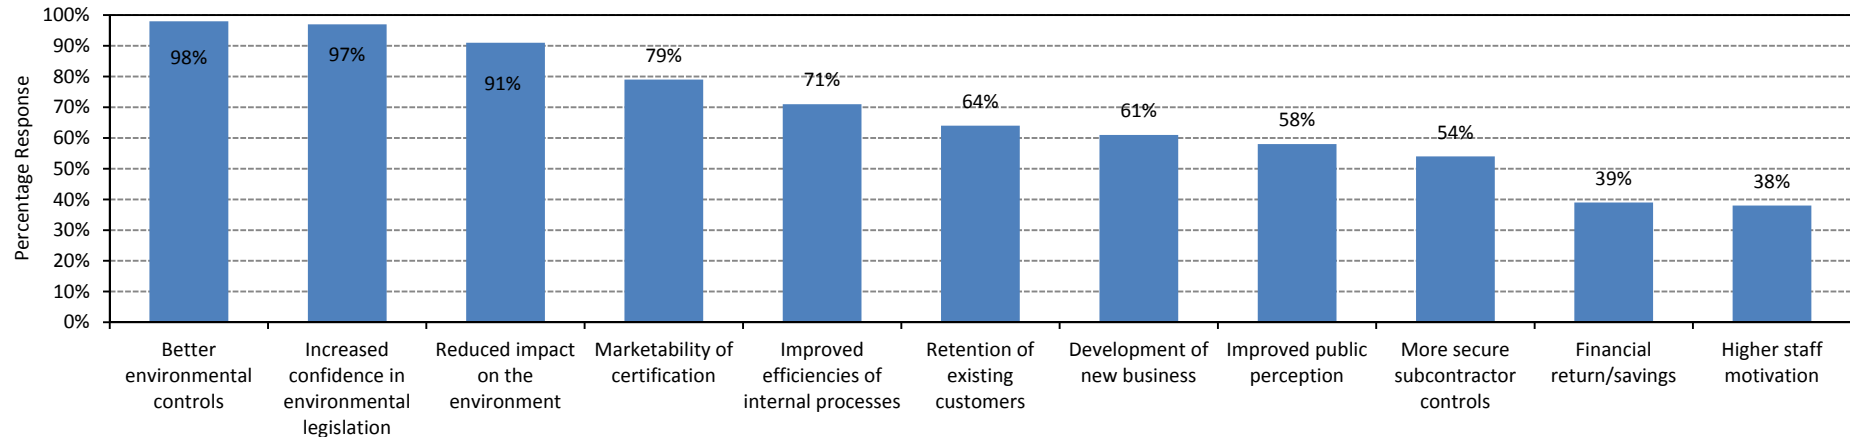 100%
90%
80%
70%
60%
50%
40%
30%
20%
10%
0%
Percentage Response
98%
97%
91%
79%
71%
64%
61%
58%
54%
39%
38%
Better
environmental
controls
Increased
confidence in
environmental
legislation
Reduced impact
on the
environment
Marketability of
certification
Improved
efficiencies of
internal processes
Retention of
existing
customers
Development of
new business
Improved public
perception
More secure
subcontractor
controls
Financial
return/savings
Higher staff
motivation